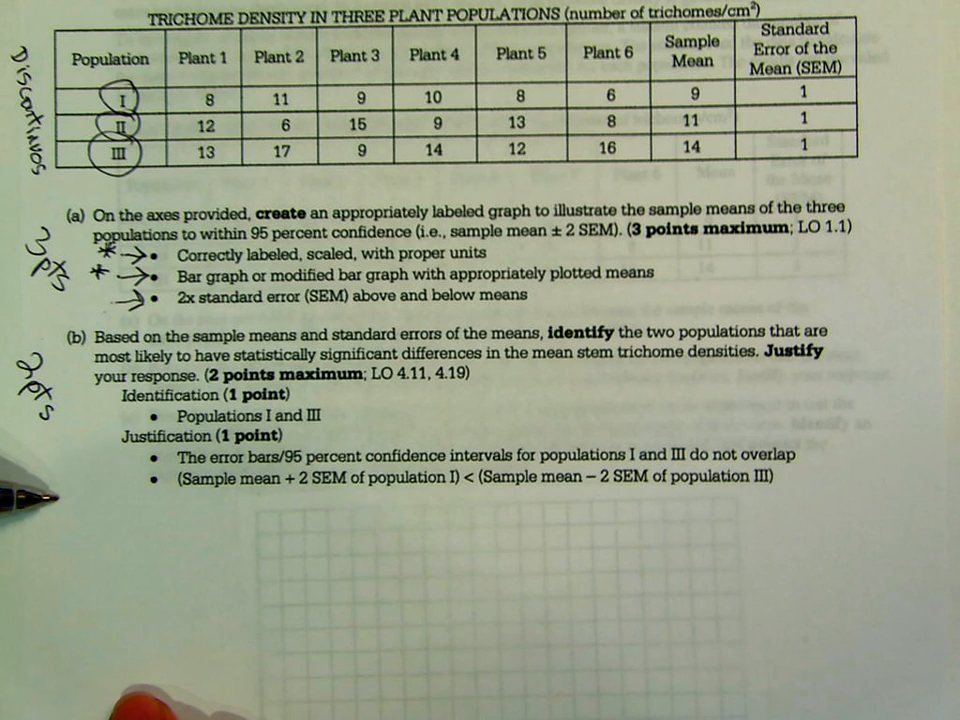 TRICHOME DENSITY IN THREE PLANT POPULATIONS (number of trichomes/cm²)
Population Plant 1 Plant 2 Plant 3 Plant 4 Plant 5 Plant 6 Sample Mean Standard Error of the Mean (SEM)
I 8 11 9 10 8 6 9 1
II 12 6 15 9 13 8 11 1
III 13 17 9 14 12 16 14 1
Discontinuos
(a) On the axes provided, create an appropriately labeled graph to illustrate the sample means of the three
populations to within 95 percent confidence (i.e., sample mean ± 2 SEM). (3 points maximum; LO 1.1)
3pts
* → • Correctly labeled, scaled, with proper units
* → • Bar graph or modified bar graph with appropriately plotted means
→ • 2x standard error (SEM) above and below means
(b) Based on the sample means and standard errors of the means, identify the two populations that are
most likely to have statistically significant differences in the mean stem trichome densities. Justify
your response. (2 points maximum; LO 4.11, 4.19)
2pts
Identification (1 point)
• Populations I and III
Justification (1 point)
• The error bars/95 percent confidence intervals for populations I and III do not overlap
• (Sample mean + 2 SEM of population I) < (Sample mean – 2 SEM of population III)